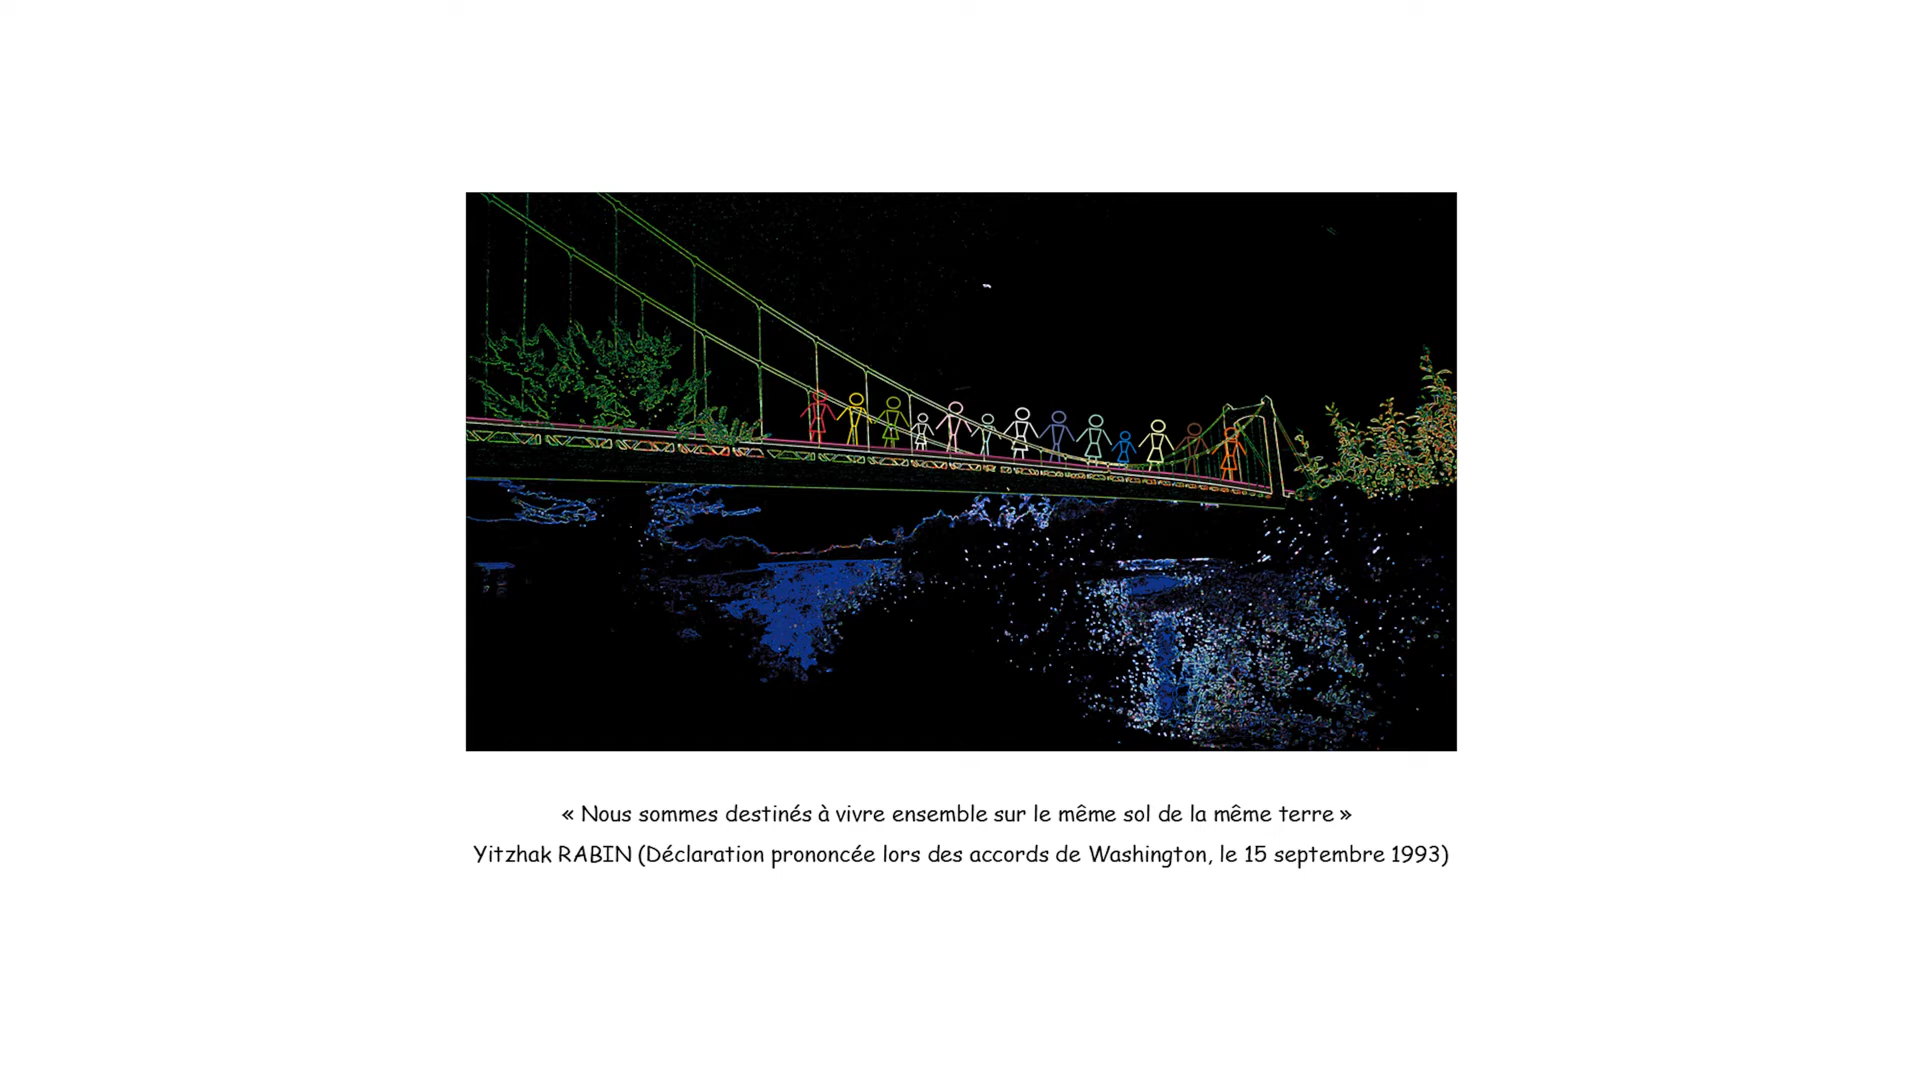 « Nous sommes destinés à vivre ensemble sur le même sol de la même terre »
Yitzhak RABIN (Déclaration prononcée lors des accords de Washington, le 15 septembre 1993)